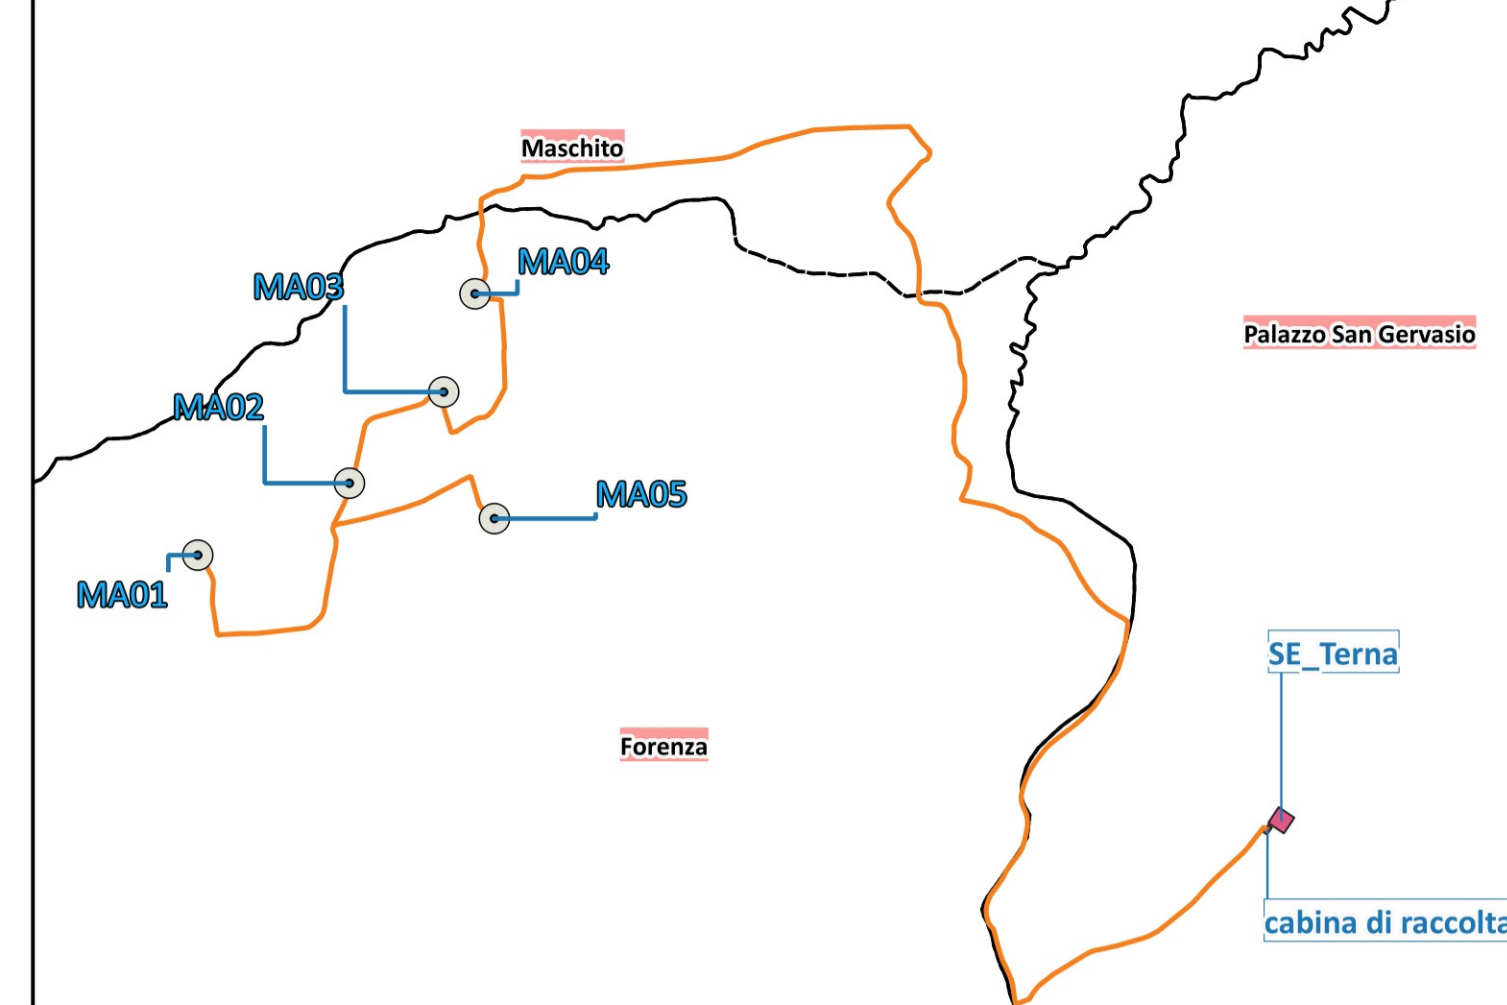 Maschito
MA04
MA03
Palazzo San Gervasio
MA02
MA05
MA01
SE_Terna
Forenza
cabina di raccolta